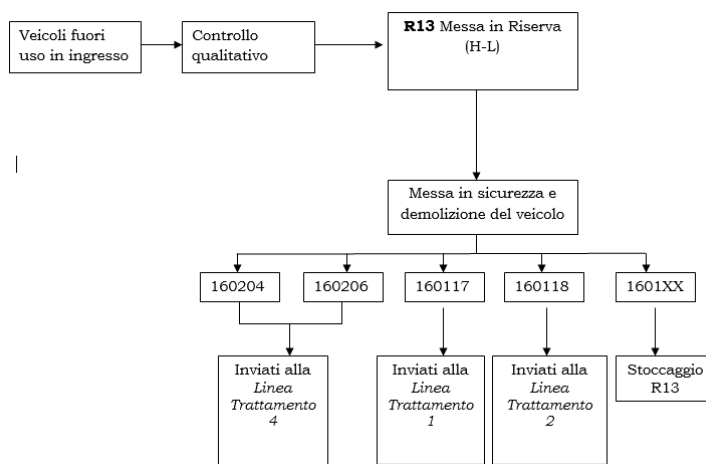 Veicoli fuori
uso in ingresso
Controllo
qualitativo
R13 Messa in Riserva
(H-L)
Messa in sicurezza e
demolizione del veicolo
160204
160206
160117
160118
1601XX
Inviati alla
Linea
Trattamento
4
Inviati alla
Linea
Trattamento
1
Inviati alla
Linea
Trattamento
2
Stoccaggio
R13